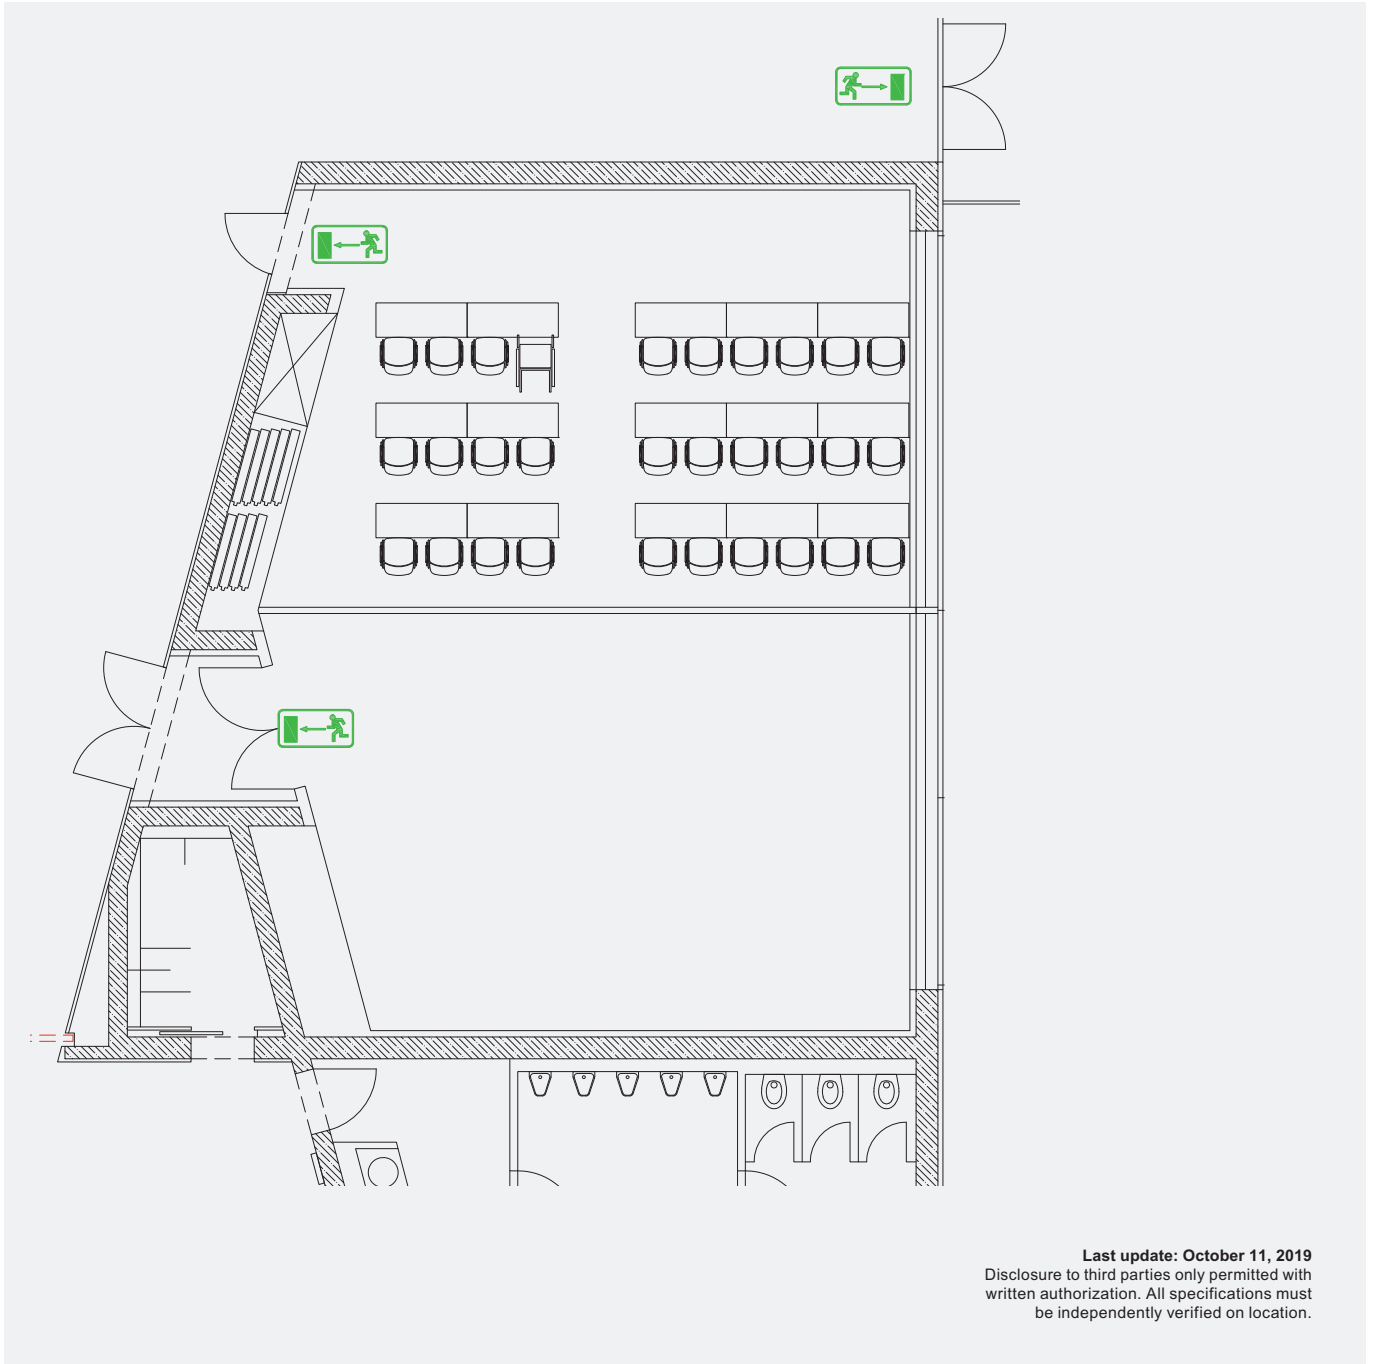 Last update: October 11, 2019
Disclosure to third parties only permitted with
written authorization. All specifications must
be independently verified on location.